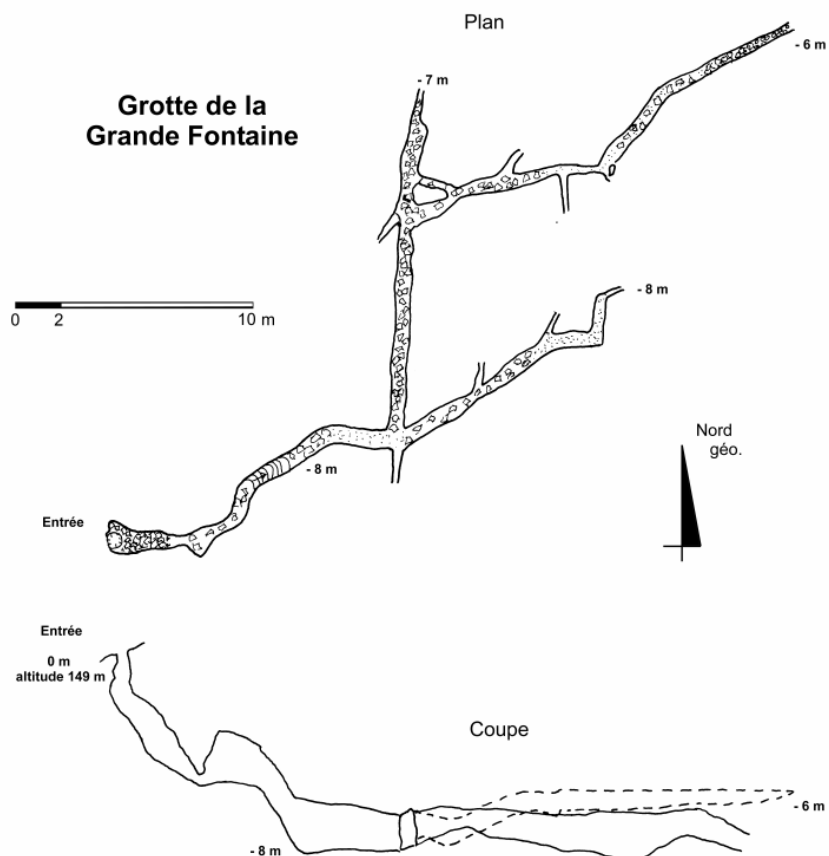 Plan
- 6 m
- 7 m
Grotte de la
Grande Fontaine
0 2 10 m
- 8 m
Nord
géo.
- 8 m
Entrée
Entrée
0 m
altitude 149 m
Coupe
- 6 m
- 8 m